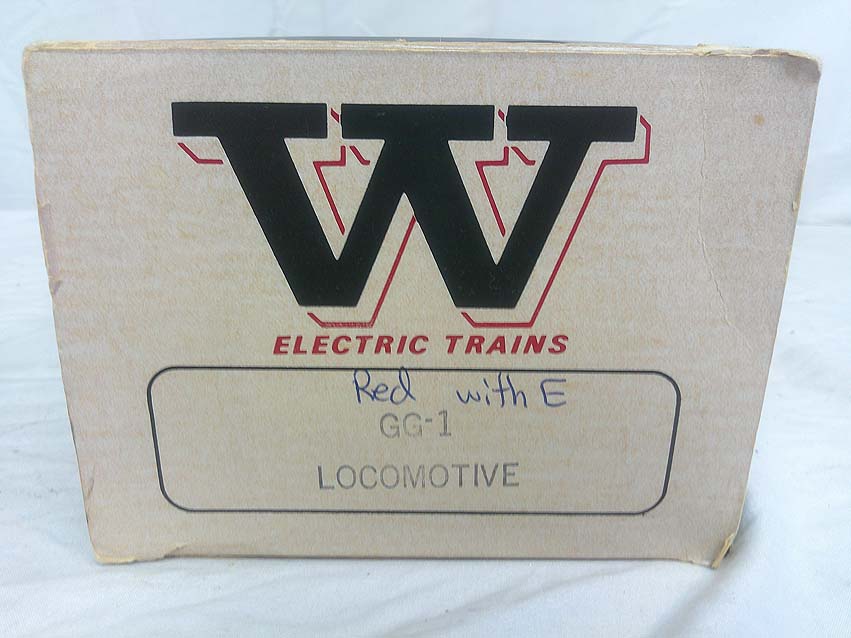 W
ELECTRIC TRAINS
Red with E
GG-1
LOCOMOTIVE